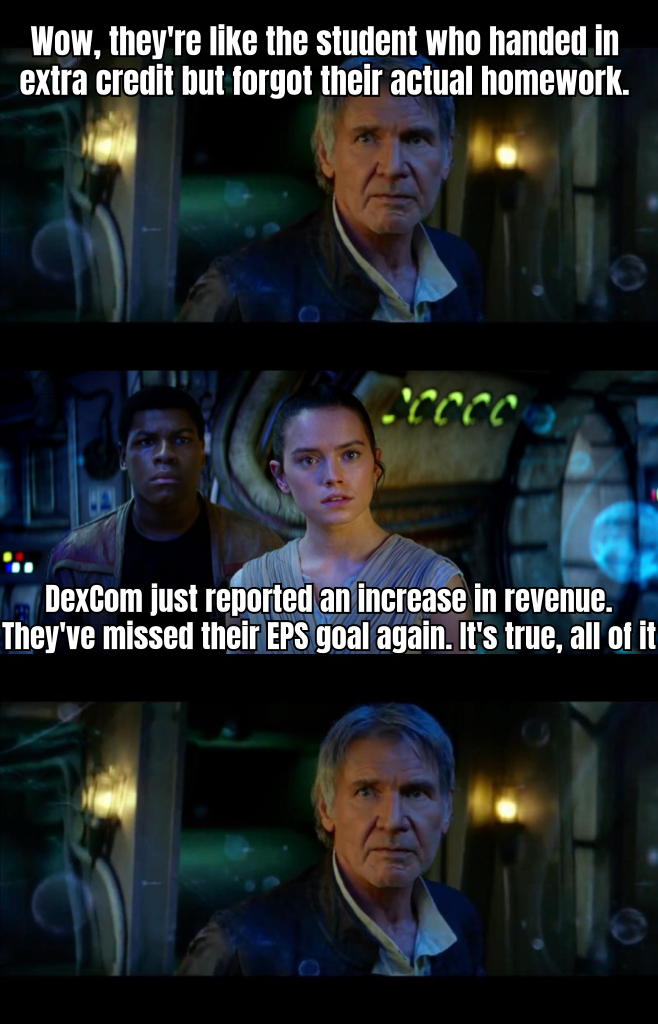 Wow, they're like the student who handed in
extra credit but forgot their actual homework.
DexCom just reported an increase in revenue.
They've missed their EPS goal again. It's true, all of it